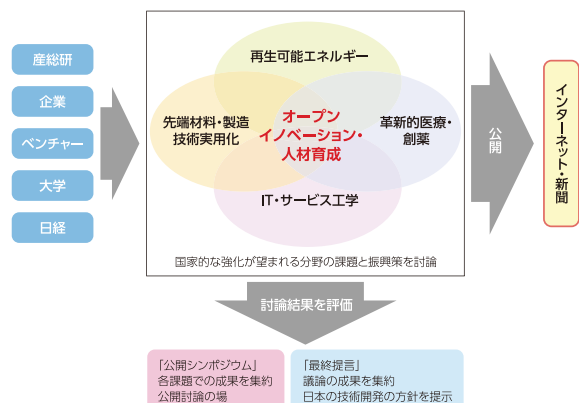 産総研
企業
ベンチャー
大学
日経
再生可能エネルギー
先端材料・製造
技術実用化
オープン
イノベーション・
人材育成
革新的医療・
創薬
IT・サービス工学
国家的な強化が望まれる分野の課題と振興策を討論
公開
インターネット・新聞
討論結果を評価
「公開シンポジウム」
各課題での成果を集約
公開討論の場
「最終提言」
議論の成果を集約
日本の技術開発の方針を提示